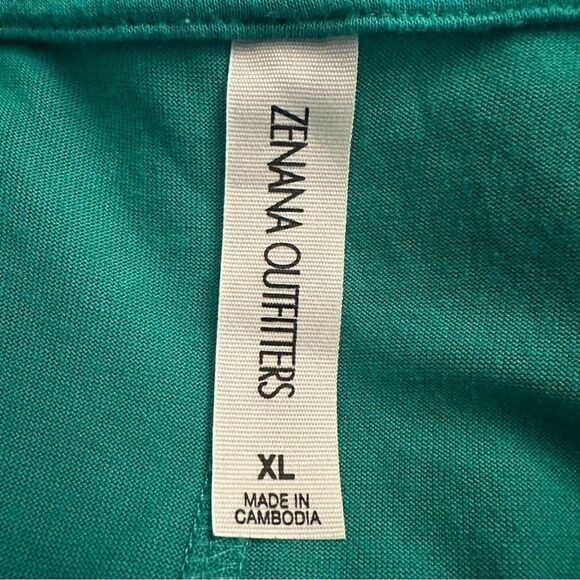 ZENANA OUTFITTERS
XL
MADE IN
CAMBODIA